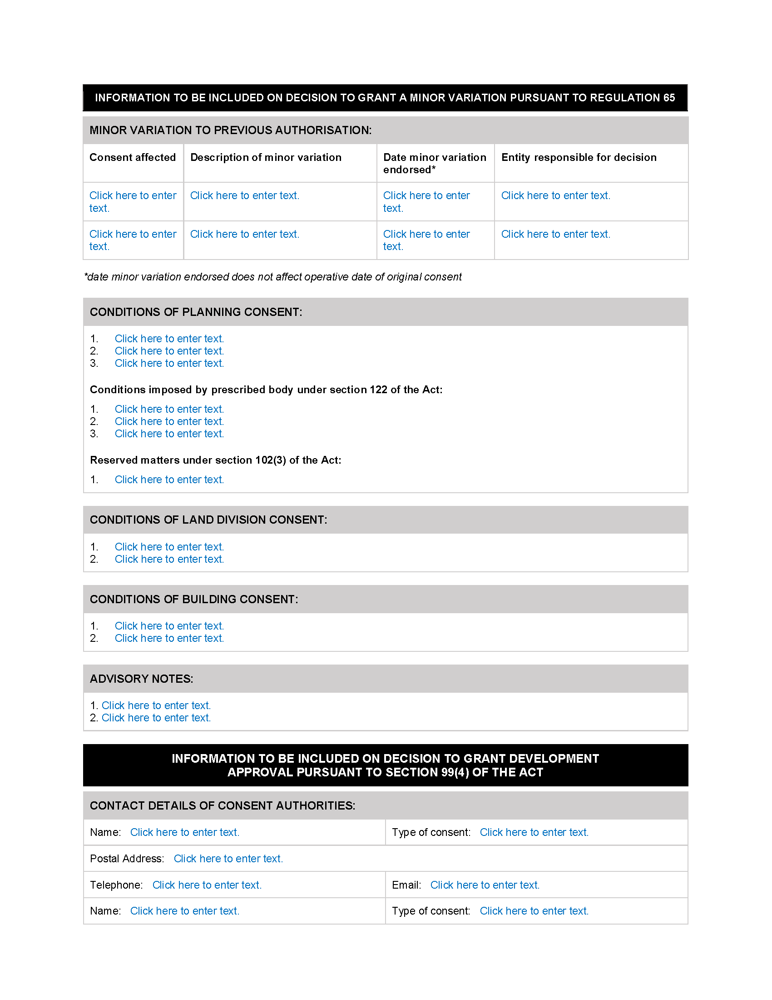 INFORMATION TO BE INCLUDED ON DECISION TO GRANT A MINOR VARIATION PURSUANT TO REGULATION 65
MINOR VARIATION TO PREVIOUS AUTHORISATION:
Consent affected
Description of minor variation
Date minor variation
endorsed*
Entity responsible for decision
Click here to enter
text.
Click here to enter text.
Click here to enter
text.
Click here to enter text.
Click here to enter
text.
Click here to enter text.
Click here to enter
text.
Click here to enter text.
*date minor variation endorsed does not affect operative date of original consent
CONDITIONS OF PLANNING CONSENT:
1. Click here to enter text.
2. Click here to enter text.
3. Click here to enter text.
Conditions imposed by prescribed body under section 122 of the Act:
1. Click here to enter text.
2. Click here to enter text.
3. Click here to enter text.
Reserved matters under section 102(3) of the Act:
1. Click here to enter text.
CONDITIONS OF LAND DIVISION CONSENT:
1. Click here to enter text.
2. Click here to enter text.
CONDITIONS OF BUILDING CONSENT:
1. Click here to enter text.
2. Click here to enter text.
ADVISORY NOTES:
1. Click here to enter text.
2. Click here to enter text.
INFORMATION TO BE INCLUDED ON DECISION TO GRANT DEVELOPMENT
APPROVAL PURSUANT TO SECTION 99(4) OF THE ACT
CONTACT DETAILS OF CONSENT AUTHORITIES:
Name: Click here to enter text.
Type of consent: Click here to enter text.
Postal Address: Click here to enter text.
Telephone: Click here to enter text.
Email: Click here to enter text.
Name: Click here to enter text.
Type of consent: Click here to enter text.